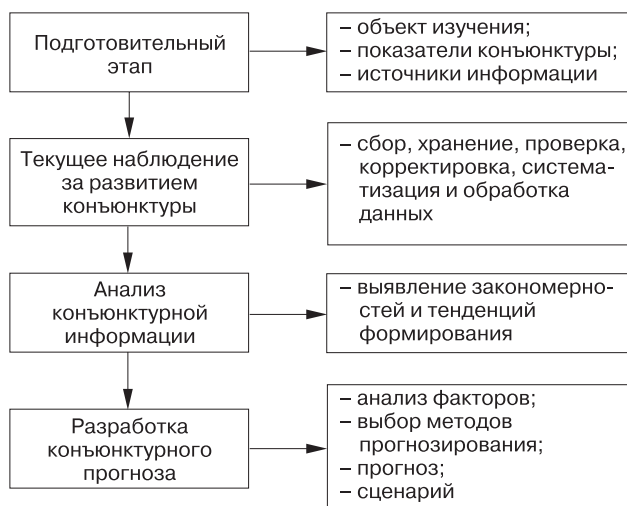 Подготовительный
этап
– объект изучения;
– показатели конъюнктуры;
– источники информации
Текущее наблюдение
за развитием
конъюнктуры
– сбор, хранение, проверка,
корректировка, система-
тизация и обработка
данных
Анализ
конъюнктурной
информации
– выявление закономерно-
стей и тенденций
формирования
Разработка
конъюнктурного
прогноза
– анализ факторов;
– выбор методов
прогнозирования;
– прогноз;
– сценарий